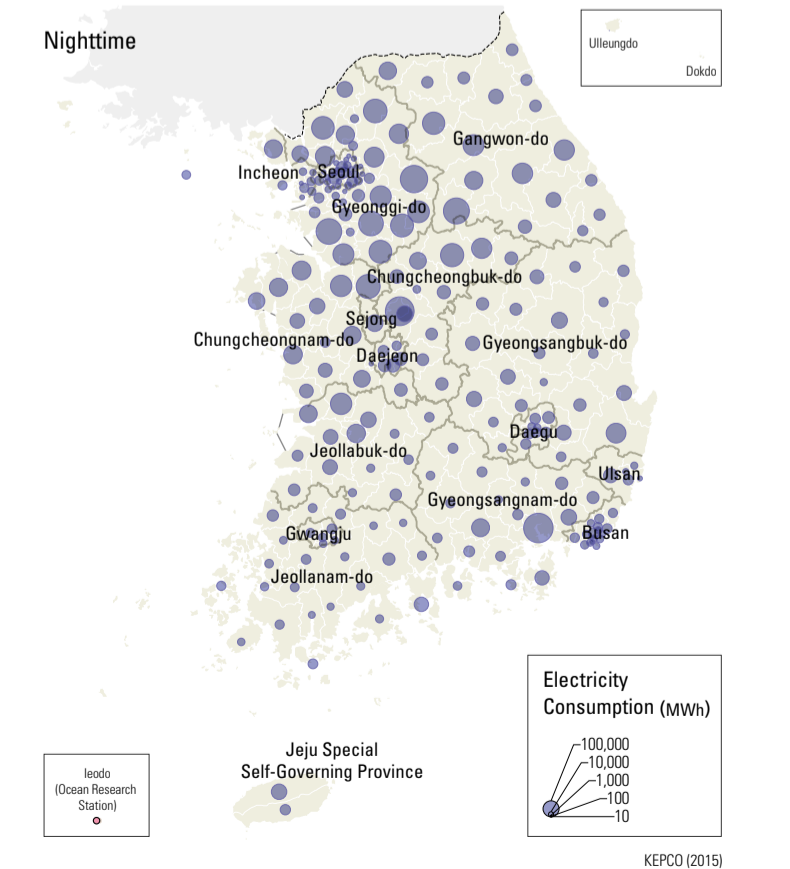 Nighttime
Ulleungdo
Dokdo
Gangwon-do
Incheon
Seoul
Gyeonggi-do
Chungcheongbuk-do
Sejong
Chungcheongnam-do
Gyeongsangbuk-do
Daejeon
Daegu
Jeollabuk-do
Ulsan
Gyeongsangnam-do
Gwangju
Busan
Jeollanam-do
Electricity
Consumption (MWh)
100,000
10,000
1,000
100
10
Jeju Special
Self-Governing Province
Ieodo
(Ocean Research
Station)
KEPCO (2015)